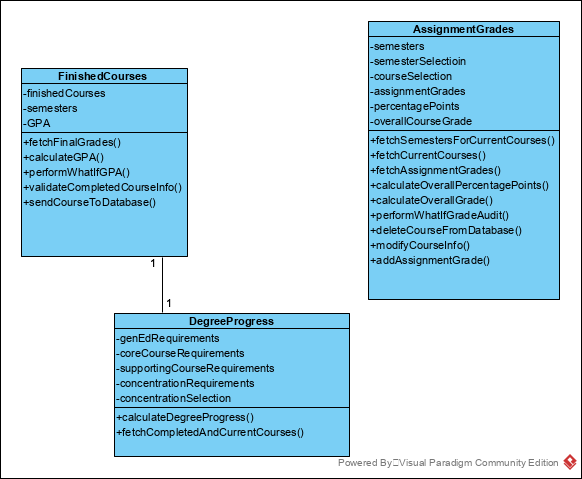 FinishedCourses
-finishedCourses
-semesters
-GPA
+fetchFinalGrades()
+calculateGPA()
+performWhatIfGPA()
+validateCompletedCourseInfo()
+sendCourseToDatabase()
AssignmentGrades
-semesters
-semesterSelectioin
-courseSelection
-assignmentGrades
-percentagePoints
-overallCourseGrade
+fetchSemestersForCurrentCourses()
+fetchCurrentCourses()
+fetchAssignmentGrades()
+calculateOverallPercentagePoints()
+calculateOverallGrade()
+performWhatIfGradeAudit()
+deleteCourseFromDatabase()
+modifyCourseInfo()
+addAssignmentGrade()
1
1
DegreeProgress
-genEdRequirements
-coreCourseRequirements
-supportingCourseRequirements
-concentrationRequirements
-concentrationSelection
+calculateDegreeProgress()
+fetchCompletedAndCurrentCourses()
Powered By Visual Paradigm Community Edition